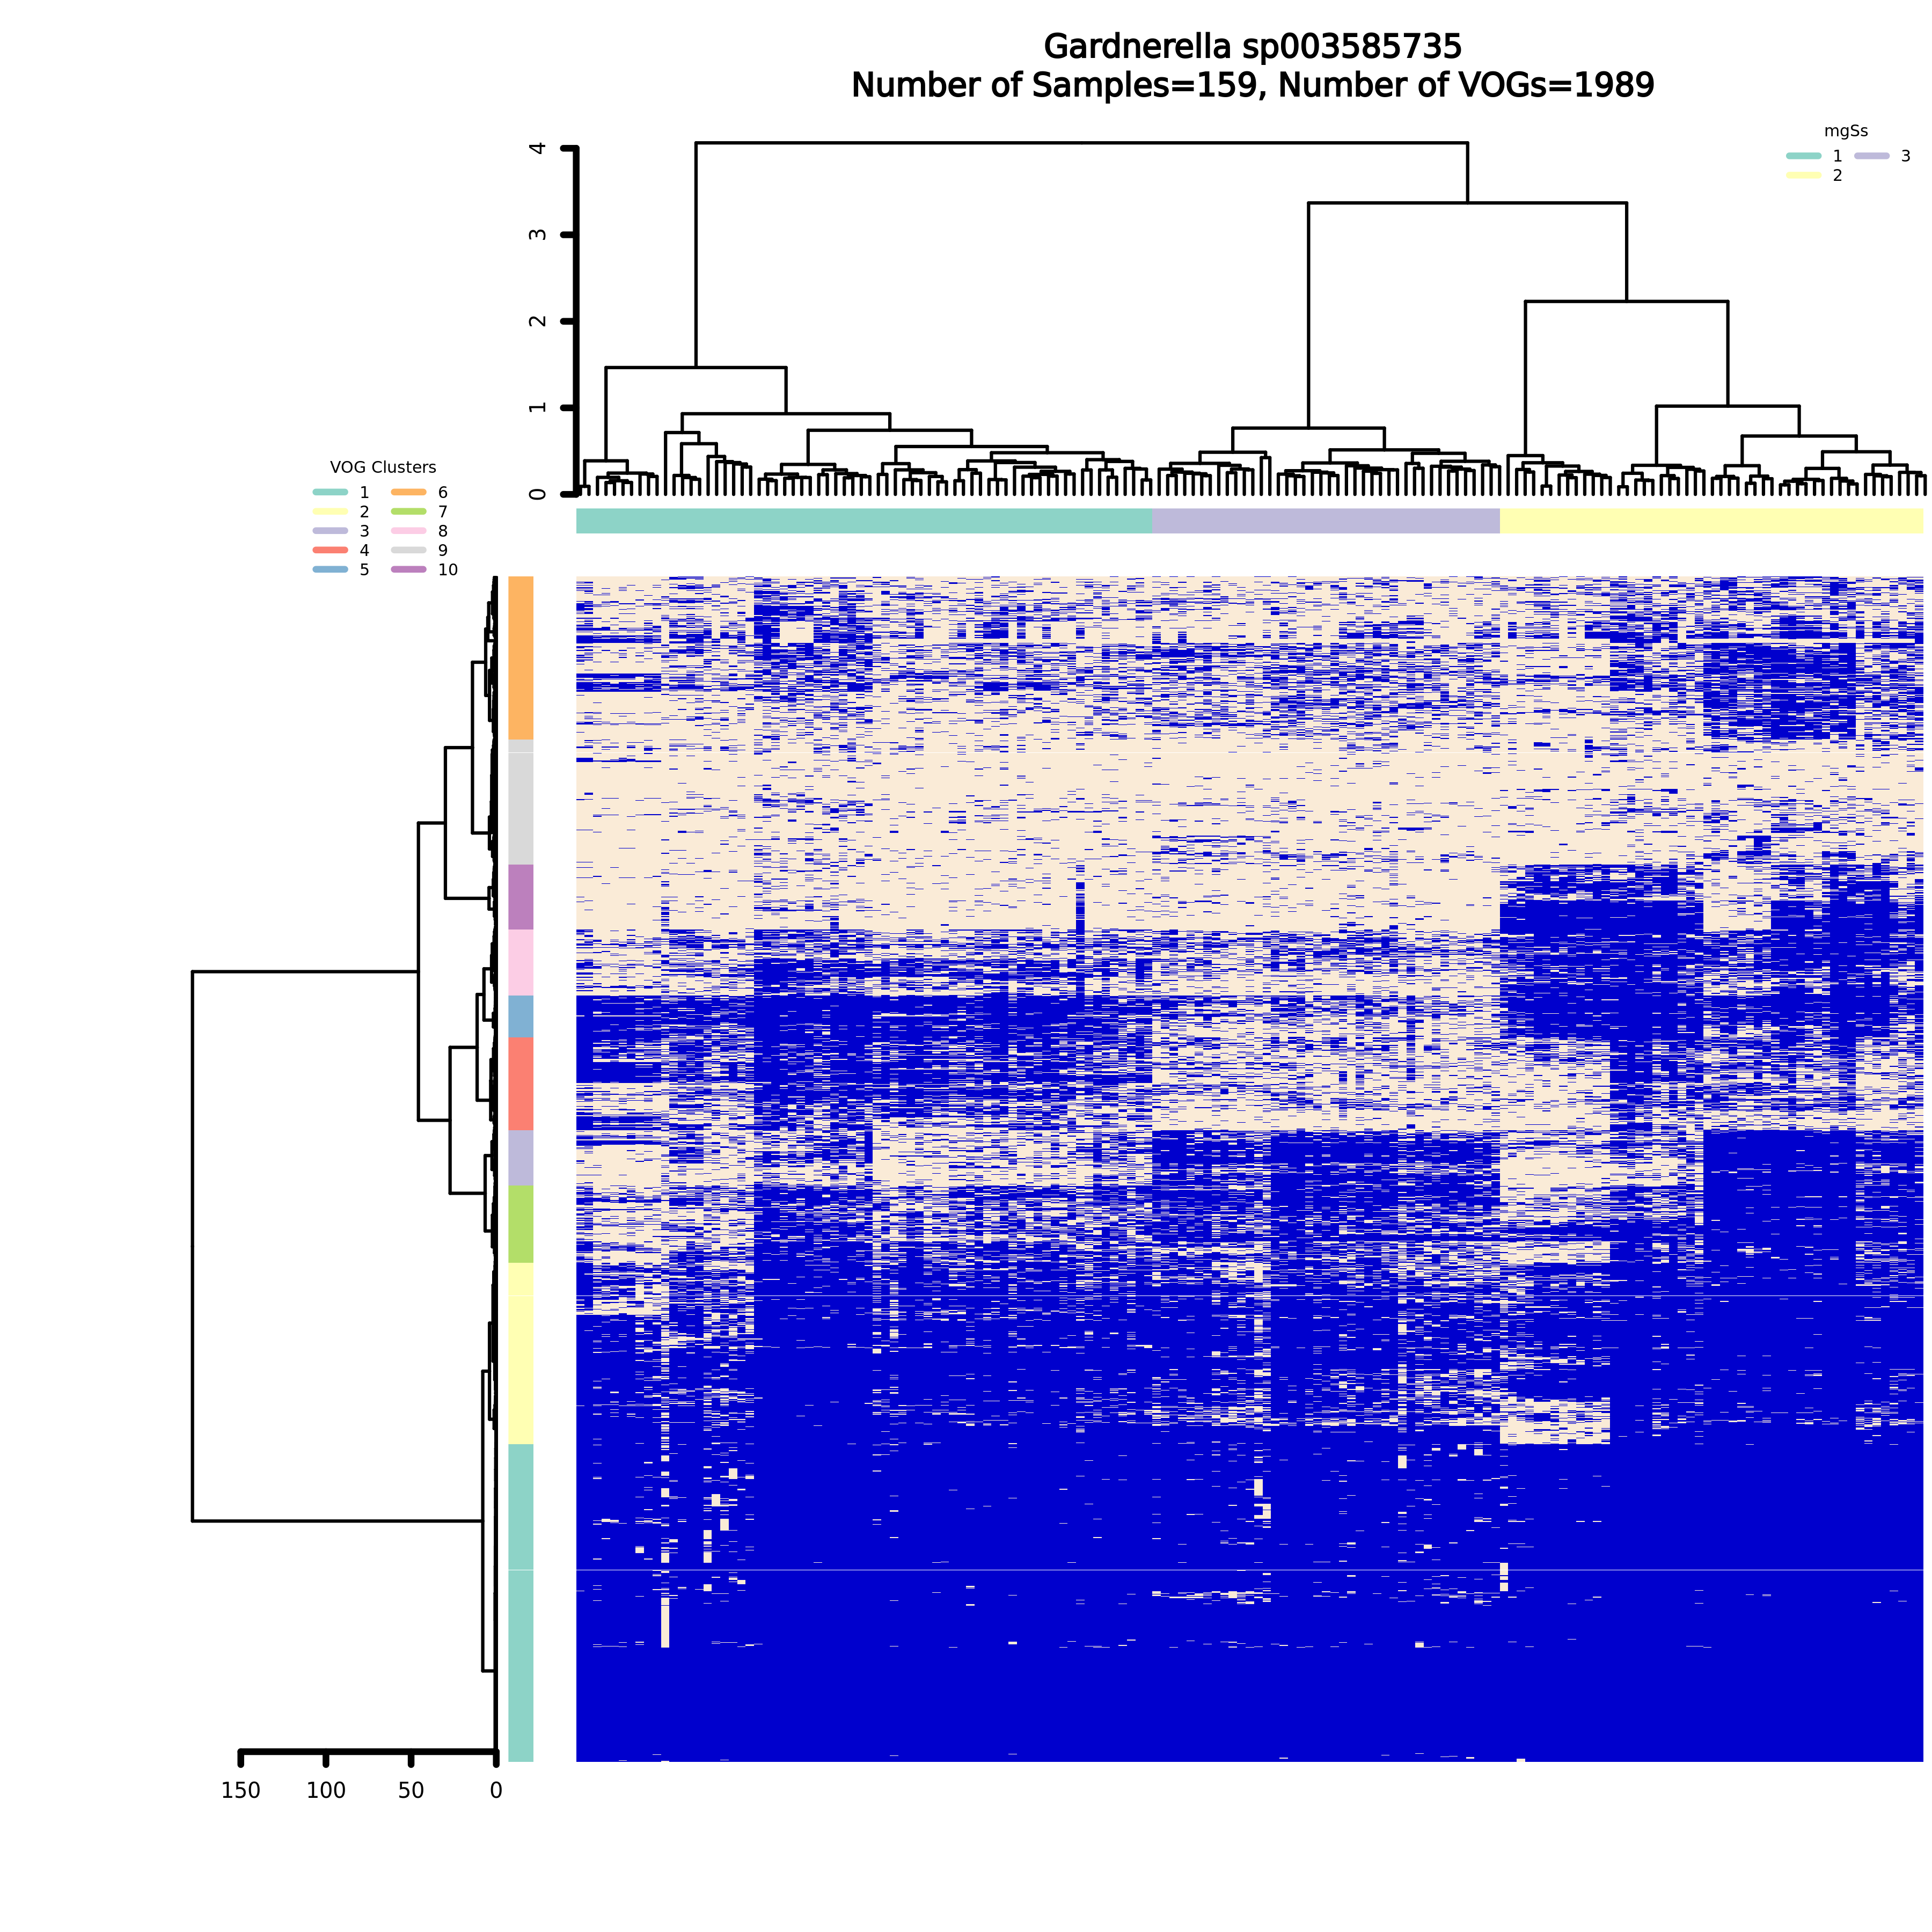 Gardnerella sp003585735
Number of Samples=159, Number of VOGs=1989
mgSs
1 3
2
4
3
2
1
0
VOG Clusters
1 6
2 7
3 8
4 9
5 10
150 100 50 0